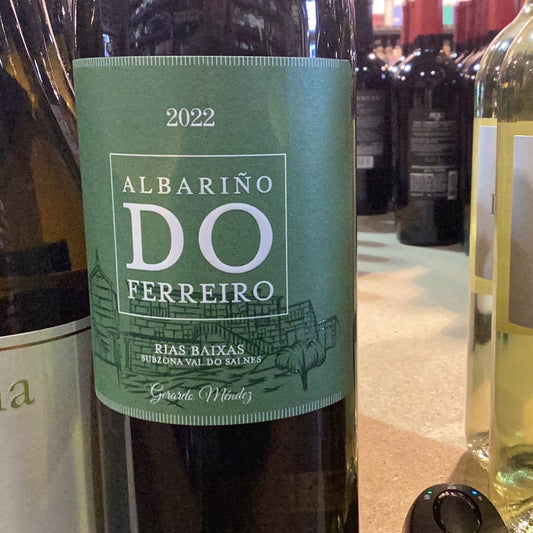 2022
ALBARIÑO
DO
FERREIRO
RIAS BAIXAS
SUBZONA VAL DO SALNES
Gerardo Méndez